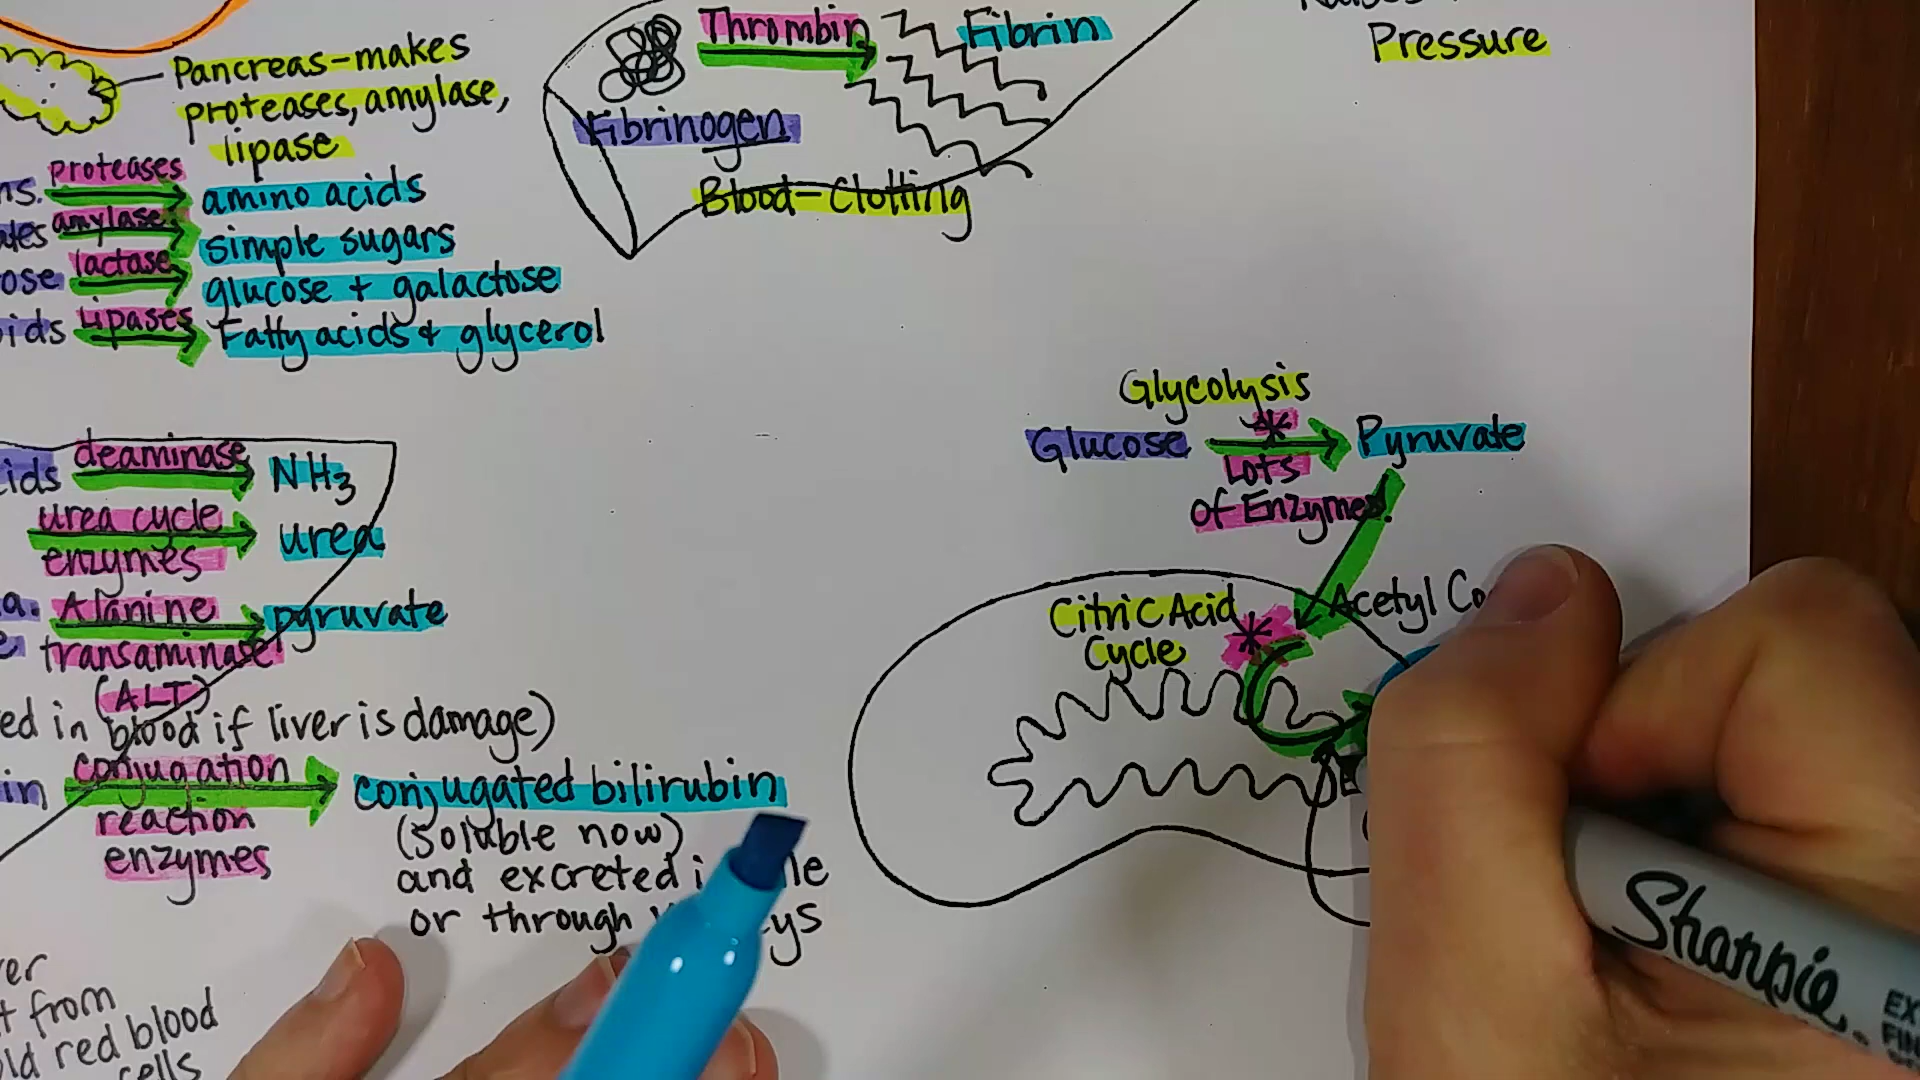 Thrombin
Fibrin
Pressure
Pancreas-makes
proteases, amylase,
lipase
Fibrinogen
Blood-Clotting
proteases
amino acids
amylase
simple sugars
lactase
glucose + galactose
Lipases
Fatty acids & glycerol
Glycolysis
Glucose
Pyruvate
Lots
of Enzymes!
deaminase
NH3
urea cycle
urea
enzymes
Alanine
pyruvate
transaminase
(ALT)
in blood if liver is damage)
conjugation
conjugated bilirubin
reaction
(soluble now)
enzymes
and excreted
or through
Citric Acid
Cycle
Acetyl
from
red blood
cells
Sharpie